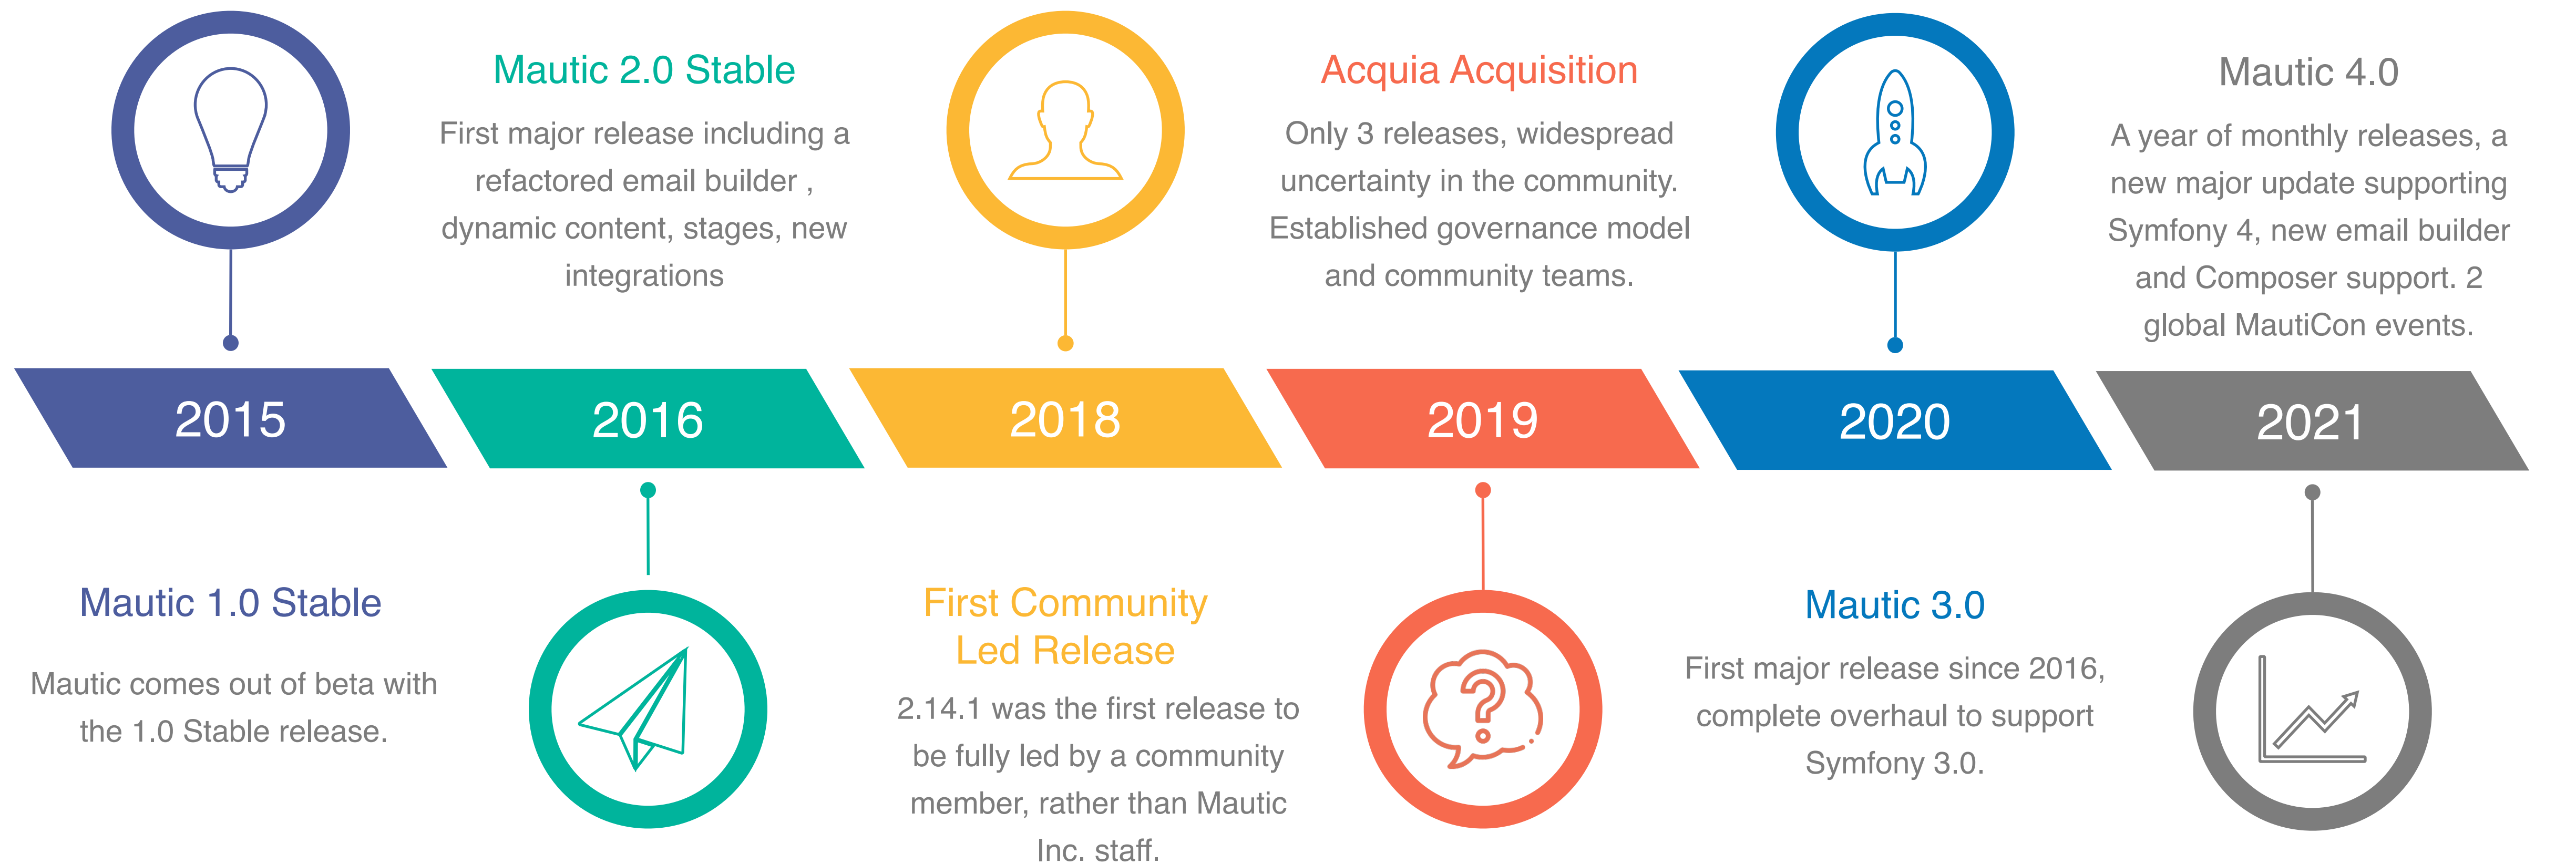 2015
Mautic 1.0 Stable
Mautic comes out of beta with
the 1.0 Stable release.
Mautic 2.0 Stable
First major release including a
refactored email builder ,
dynamic content, stages, new
integrations
2016
2018
First Community
Led Release
2.14.1 was the first release to
be fully led by a community
member, rather than Mautic
Inc. staff.
Acquia Acquisition
Only 3 releases, widespread
uncertainty in the community.
Established governance model
and community teams.
2019
?
2020
Mautic 3.0
First major release since 2016,
complete overhaul to support
Symfony 3.0.
Mautic 4.0
A year of monthly releases, a
new major update supporting
Symfony 4, new email builder
and Composer support. 2
global MautiCon events.
2021